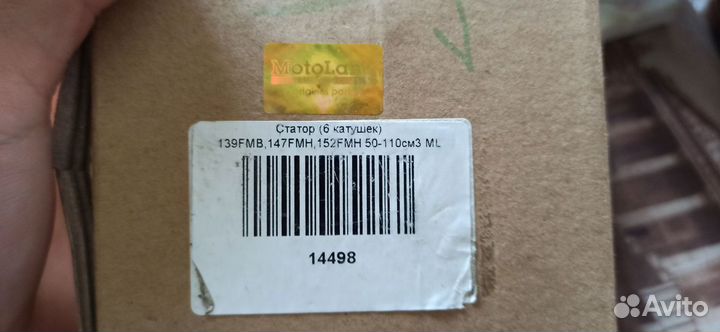 MotoLand
Статор (6 катушек)
139FMB,147FMH,152FMH 50-110см3 ML
14498
Avito